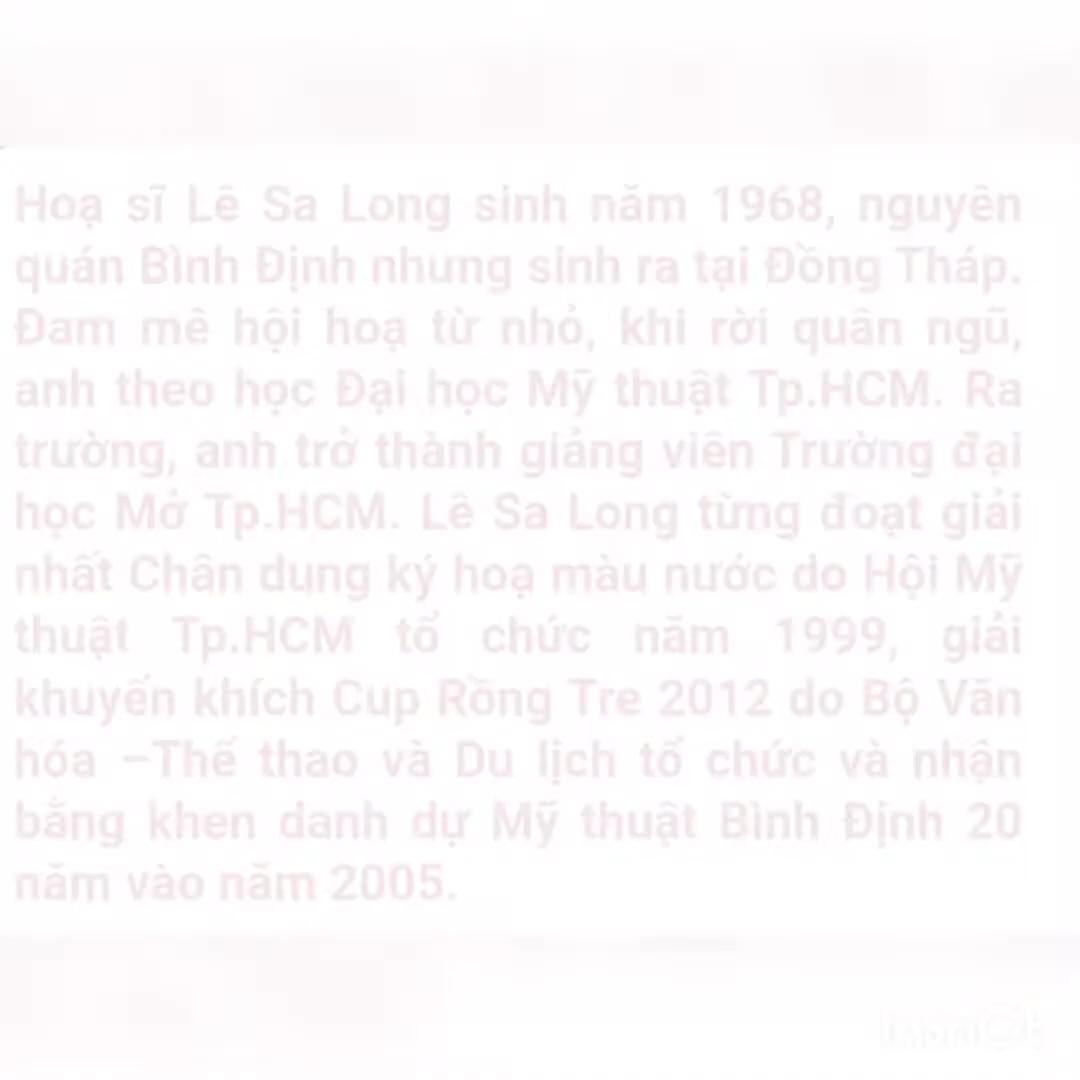 Hoạ sĩ Lê Sa Long sinh năm 1968, nguyên
quán Bình Định nhưng sinh ra tại Đồng Tháp.
Đam mê hội hoạ từ nhỏ, khi rời quân ngũ,
anh theo học Đại học Mỹ thuật Tp.HCM. Ra
trường, anh trở thành giảng viên Trường đại
học Mở Tp.HCM. Lê Sa Long từng đoạt giải
nhất Chân dung ký hoạ màu nước do Hội Mỹ
thuật Tp.HCM tổ chức năm 1999, giải
khuyến khích Cup Rồng Tre 2012 do Bộ Văn
hóa –Thể thao và Du lịch tổ chức và nhận
bằng khen danh dự Mỹ thuật Bình Định 20
năm vào năm 2005.